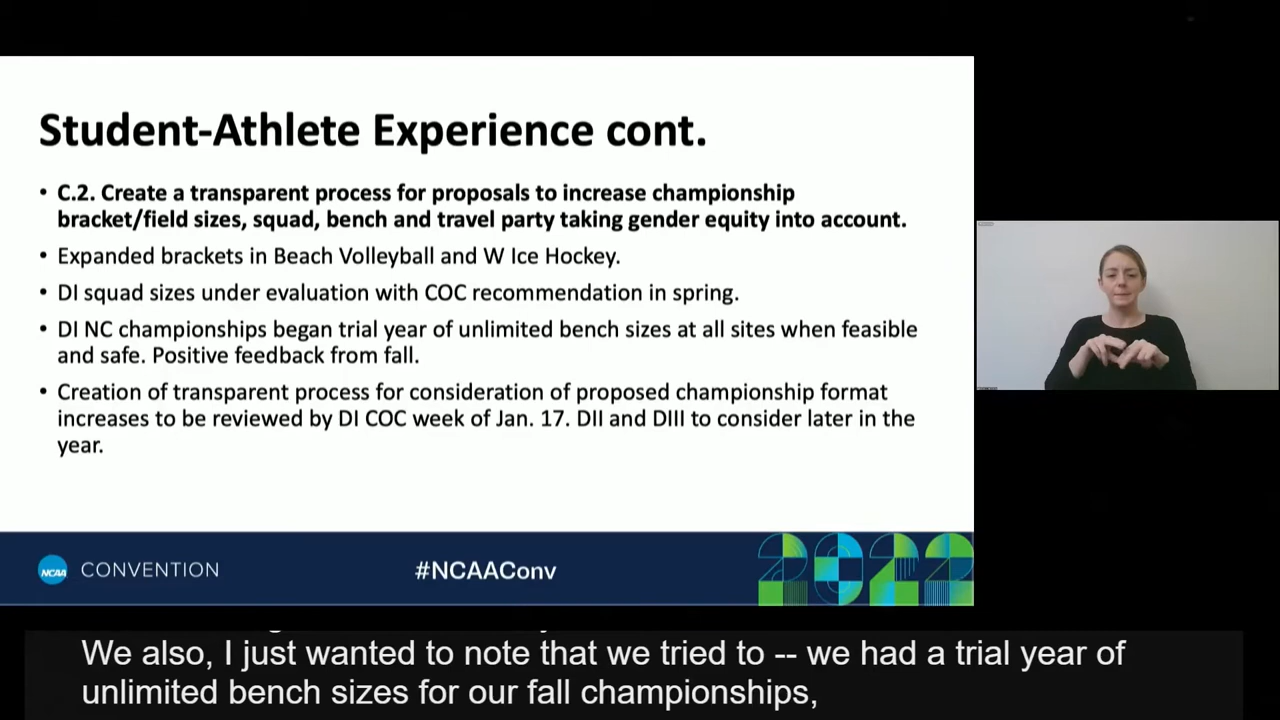 Student-Athlete Experience cont.
• C.2. Create a transparent process for proposals to increase championship
bracket/field sizes, squad, bench and travel party taking gender equity into account.
• Expanded brackets in Beach Volleyball and W Ice Hockey.
• DI squad sizes under evaluation with COC recommendation in spring.
• DI NC championships began trial year of unlimited bench sizes at all sites when feasible
and safe. Positive feedback from fall.
• Creation of transparent process for consideration of proposed championship format
increases to be reviewed by DI COC week of Jan. 17. DII and DIII to consider later in the
year.
NCAA CONVENTION
#NCAAConv
2022
We also, I just wanted to note that we tried to -- we had a trial year of
unlimited bench sizes for our fall championships,